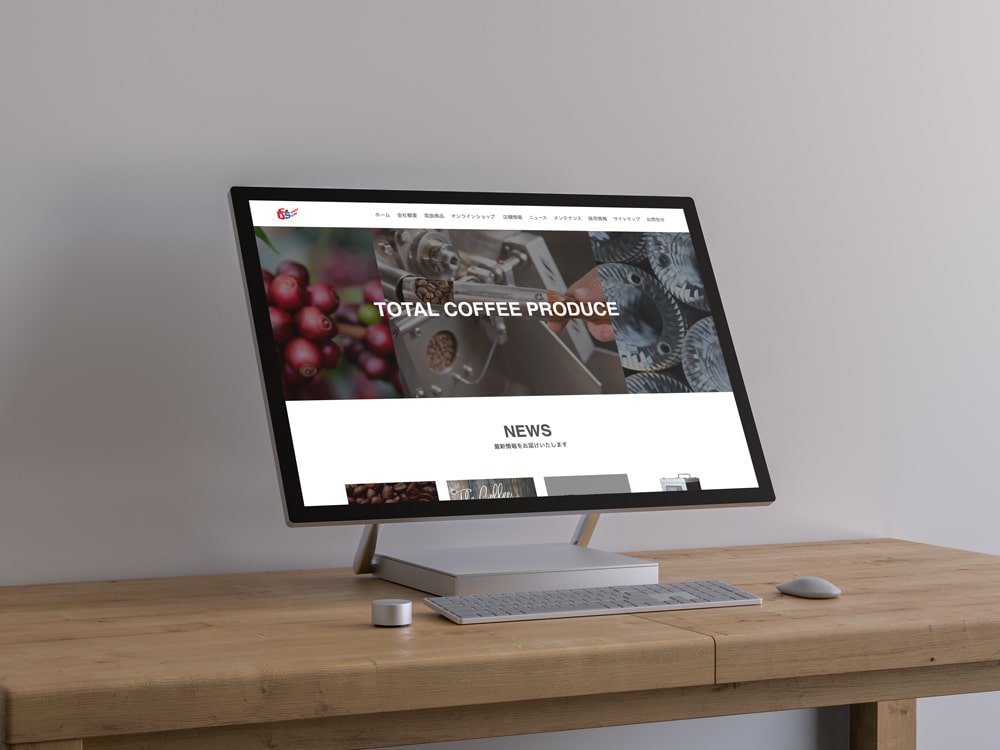 DS
ホーム 会社概要 取扱商品 オンラインショップ 店舗情報 ニュース メンテナンス 採用情報 サイトマップ お問合せ
TOTAL COFFEE PRODUCE
NEWS
最新情報をお届けいたします
The Coffee